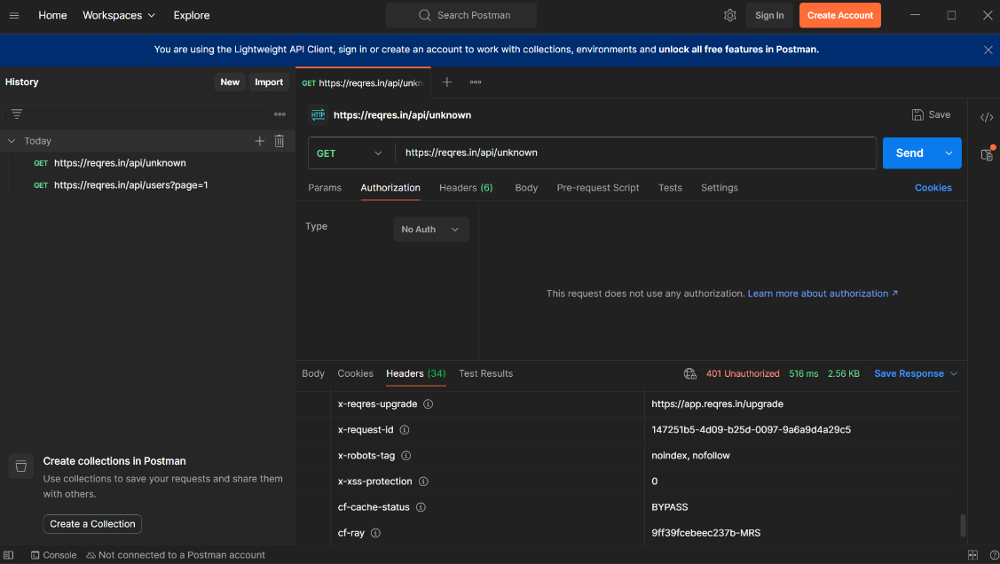 Home Workspaces Explore Search Postman Sign In Create Account
You are using the Lightweight API Client, sign in or create an account to work with collections, environments and unlock all free features in Postman.
History New Import
GET https://reqres.in/api/unkn
HTTP https://reqres.in/api/unknown Save
Today
GET https://reqres.in/api/unknown
GET https://reqres.in/api/users?page=1
GET https://reqres.in/api/unknown Send
Params Authorization Headers (6) Body Pre-request Script Tests Settings Cookies
Type No Auth
This request does not use any authorization. Learn more about authorization ↗
Body Cookies Headers (34) Test Results 401 Unauthorized 516 ms 2.56 KB Save Response
x-reqres-upgrade https://app.reqres.in/upgrade
x-request-id 147251b5-4d09-b25d-0097-9a6a9d4a29c5
x-robots-tag noindex, nofollow
x-xss-protection 0
cf-cache-status BYPASS
cf-ray 9ff39fcebeec237b-MRS
Create collections in Postman
Use collections to save your requests and share them
with others.
Create a Collection
Console Not connected to a Postman account